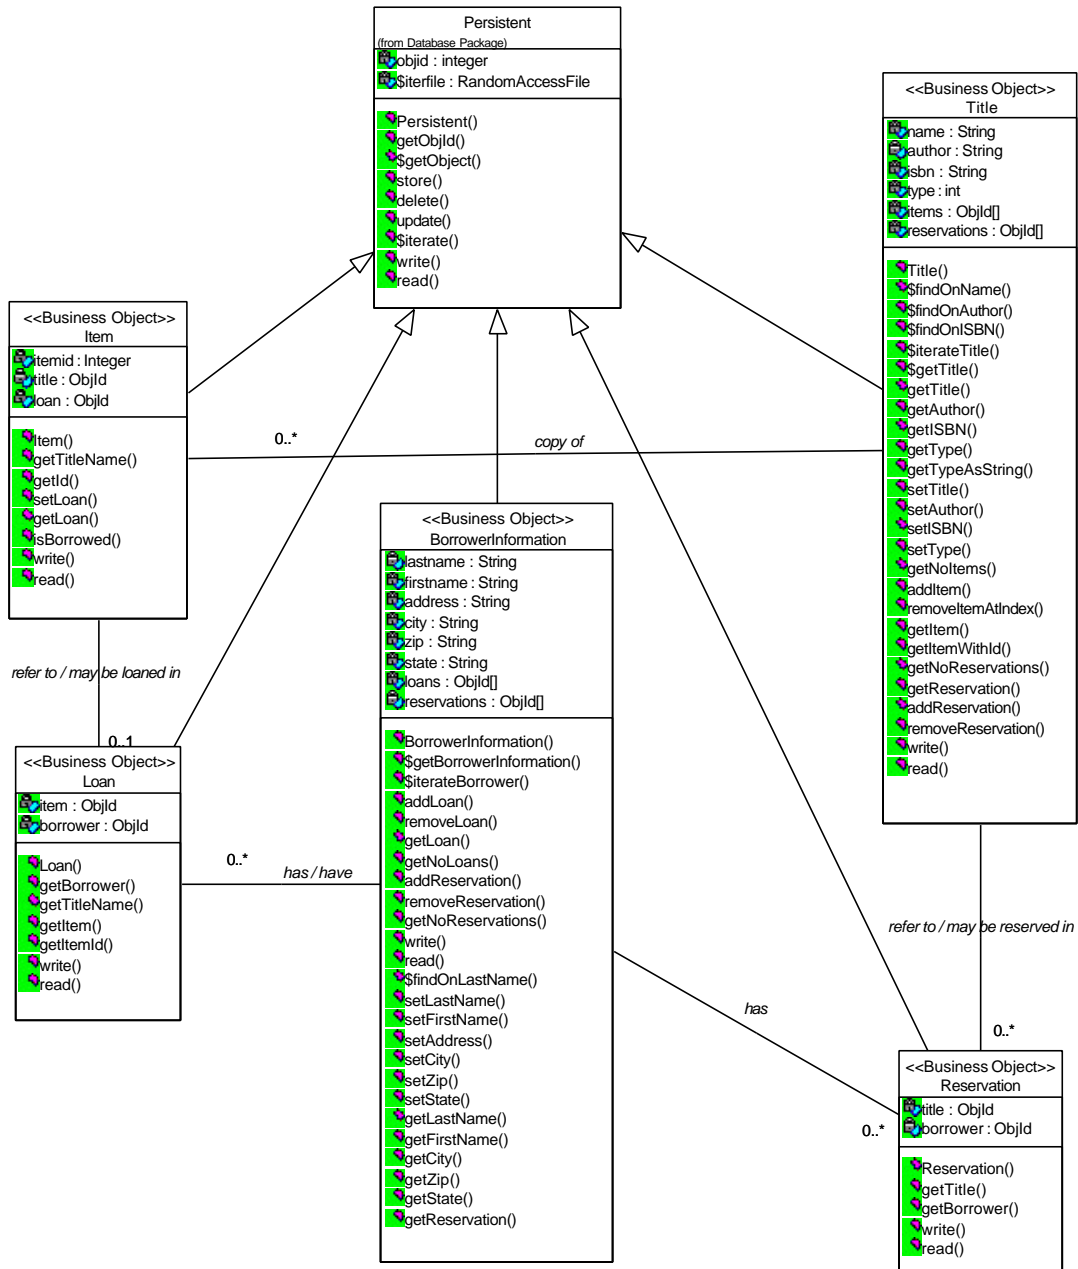 Persistent
(from Database Package)
objid : integer
$iterfile : RandomAccessFile
Persistent()
getObjId()
$getObject()
store()
delete()
update()
$iterate()
write()
read()
<<Business Object>>
Title
name : String
author : String
isbn : String
type : int
items : ObjId[]
reservations : ObjId[]
Title()
$findOnName()
$findOnAuthor()
$findOnISBN()
$iterateTitle()
$getTitle()
getTitle()
getAuthor()
getISBN()
getType()
getTypeAsString()
setTitle()
setAuthor()
setISBN()
setType()
getNoItems()
addItem()
removeItemAtIndex()
getItem()
getItemWithId()
getNoReservations()
getReservation()
addReservation()
removeReservation()
write()
read()
<<Business Object>>
Item
itemid : Integer
title : ObjId
loan : ObjId
Item()
getTitleName()
getId()
setLoan()
getLoan()
isBorrowed()
write()
read()
0..*
copy of
<<Business Object>>
BorrowerInformation
lastname : String
firstname : String
address : String
city : String
zip : String
state : String
loans : ObjId[]
reservations : ObjId[]
BorrowerInformation()
$getBorrowerInformation()
$iterateBorrower()
addLoan()
removeLoan()
getLoan()
getNoLoans()
addReservation()
removeReservation()
getNoReservations()
write()
read()
$findOnLastName()
setLastName()
setFirstName()
setAddress()
setCity()
setZip()
setState()
getLastName()
getFirstName()
getCity()
getZip()
getState()
getReservation()
refer to / may be loaned in
0..1
<<Business Object>>
Loan
item : ObjId
borrower : ObjId
Loan()
getBorrower()
getTitleName()
getItem()
getItemId()
write()
read()
0..*
has / have
refer to / may be reserved in
has
0..*
0..*
<<Business Object>>
Reservation
title : ObjId
borrower : ObjId
Reservation()
getTitle()
getBorrower()
write()
read()